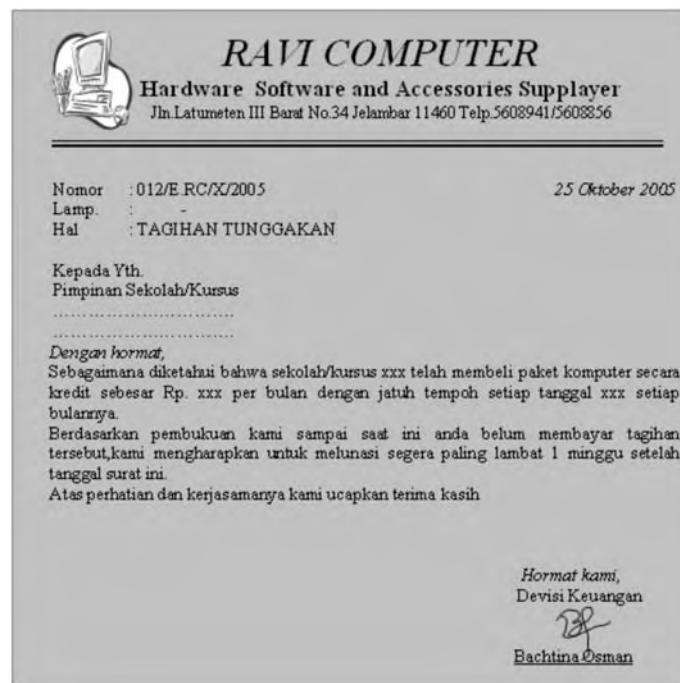 RAVI COMPUTER
Hardware Software and Accessories Supplayer
Jln.Latumeten III Barat No.34 Jelambar 11460 Telp.5608941/5608856
Nomor : 012/E.RC/X/2005 25 Oktober 2005
Lamp. : -
Hal : TAGIHAN TUNGGAKAN
Kepada Yth.
Pimpinan Sekolah/Kursus
...............................
...............................
Dengan hormat,
Sebagaimana diketahui bahwa sekolah/kursus xxx telah membeli paket komputer secara
kredit sebesar Rp. xxx per bulan dengan jatuh tempoh setiap tanggal xxx setiap
bulannya.
Berdasarkan pembukuan kami sampai saat ini anda belum membayar tagihan
tersebut,kami mengharapkan untuk melunasi segera paling lambat 1 minggu setelah
tanggal surat ini.
Atas perhatian dan kerjasamanya kami ucapkan terima kasih
Hormat kami,
Devisi Keuangan
Bachtina Osman